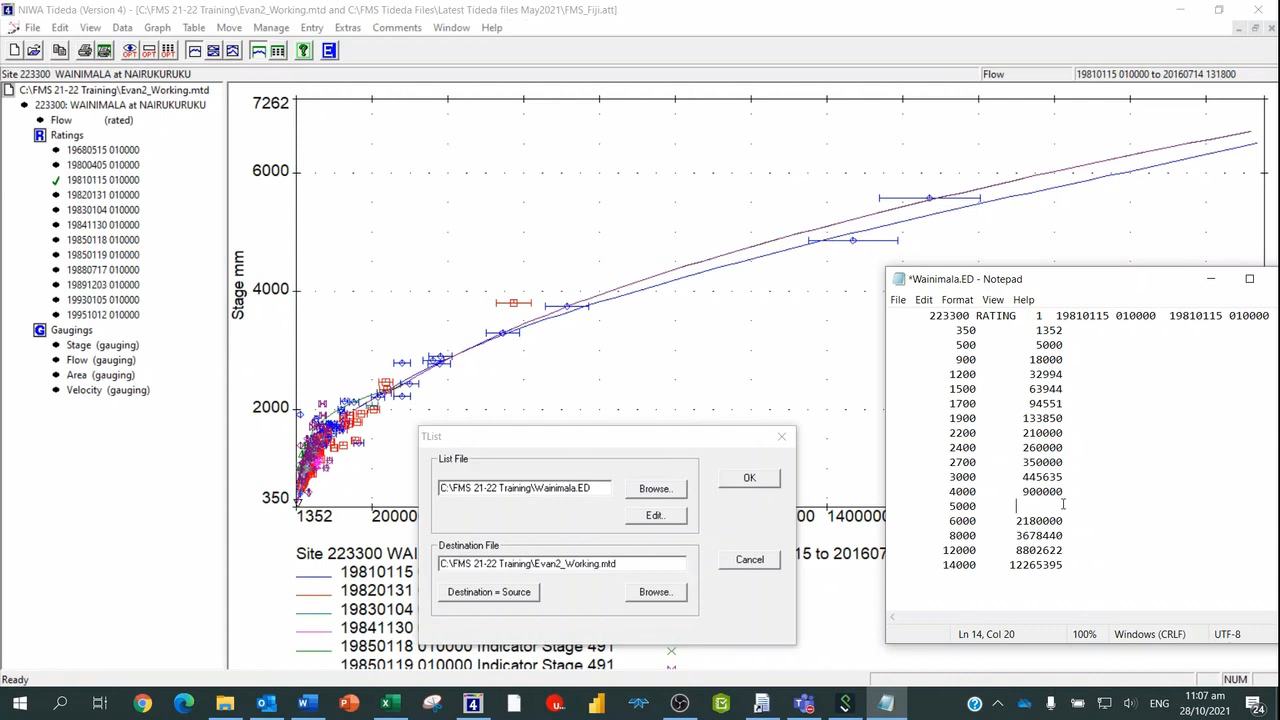 NIWA Tideda (Version 4) - [C:\FMS 21-22 Training\Evan2_Working.mtd and C:\FMS Tideda Files\Latest Tideda files May2021\FMS_Fiji.att]
File Edit View Data Graph Table Move Manage Entry Extras Comments Window Help
Site 223300 WAINIMALA at NAIRUKURUKU
Flow
19810115 010000 to 20160714 131800
C:\FMS 21-22 Training\Evan2_Working.mtd
223300: WAINIMALA at NAIRUKURUKU
Flow (rated)
R Ratings
19680515 010000
19800405 010000
19810115 010000
19820131 010000
19830104 010000
19841130 010000
19850118 010000
19850119 010000
19880717 010000
19891203 010000
19930105 010000
19951012 010000
G Gaugings
Stage (gauging)
Flow (gauging)
Area (gauging)
Velocity (gauging)
7262
6000
4000
2000
350
Stage mm
1352
20000
00
1400000
Site 223300 WAI
15 to 20160714
19810115
19820131
19830104
19841130
19850118 010000 Indicator Stage 491
19850119 010000 Indicator Stage 491
TList
List File
C:\FMS 21-22 Training\Wainimala.ED
Browse..
Edit..
OK
Destination File
C:\FMS 21-22 Training\Evan2_Working.mtd
Destination = Source
Browse..
Cancel
*Wainimala.ED - Notepad
File Edit Format View Help
223300 RATING 1 19810115 010000 19810115 010000
350 1352
500 5000
900 18000
1200 32994
1500 63944
1700 94551
1900 133850
2200 210000
2400 260000
2700 350000
3000 445635
4000 900000
5000
6000 2180000
8000 3678440
12000 8802622
14000 12265395
Ln 14, Col 20
100%
Windows (CRLF)
UTF-8
Ready
NUM
11:07 am
28/10/2021
24